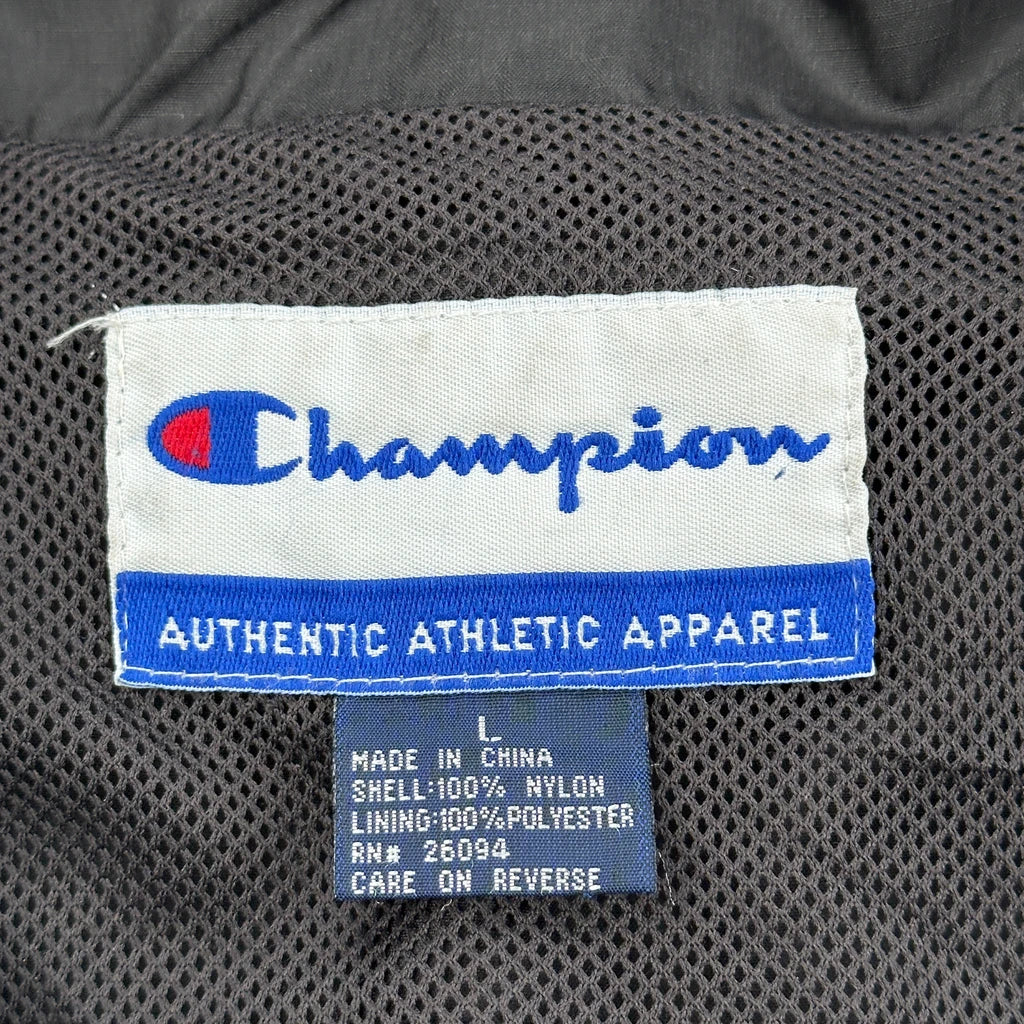 Champion
AUTHENTIC ATHLETIC APPAREL
L
MADE IN CHINA
SHELL:100% NYLON
LINING:100%POLYESTER
RN# 26094
CARE ON REVERSE